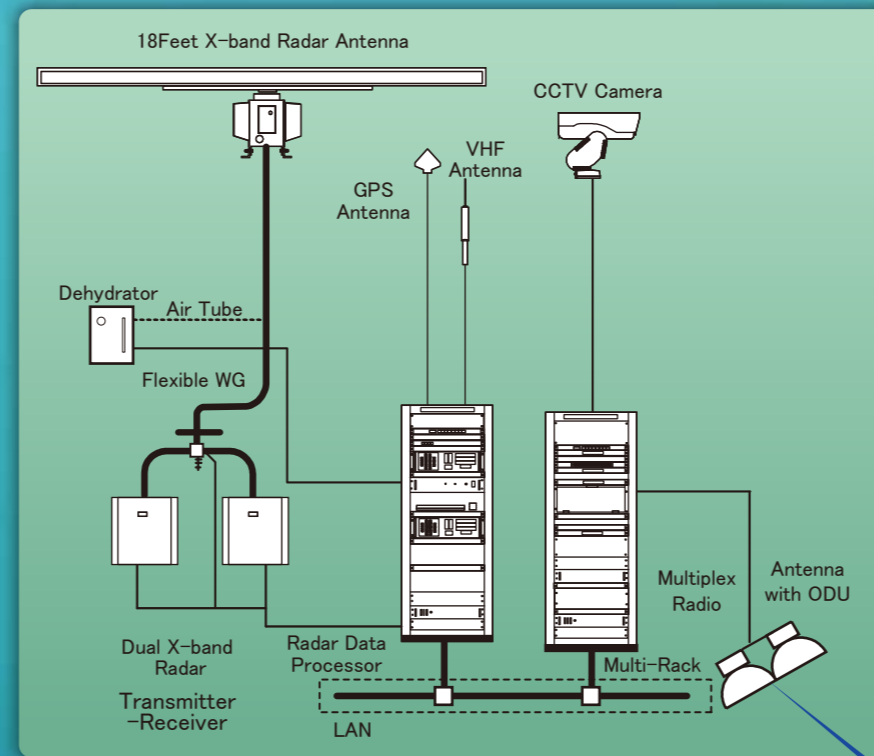 18Feet X-band Radar Antenna
CCTV Camera
VHF
Antenna
GPS
Antenna
Dehydrator
Air Tube
Flexible WG
Multiplex
Radio
Antenna
with ODU
Dual X-band
Radar
Transmitter
-Receiver
Radar Data
Processor
Multi-Rack
LAN